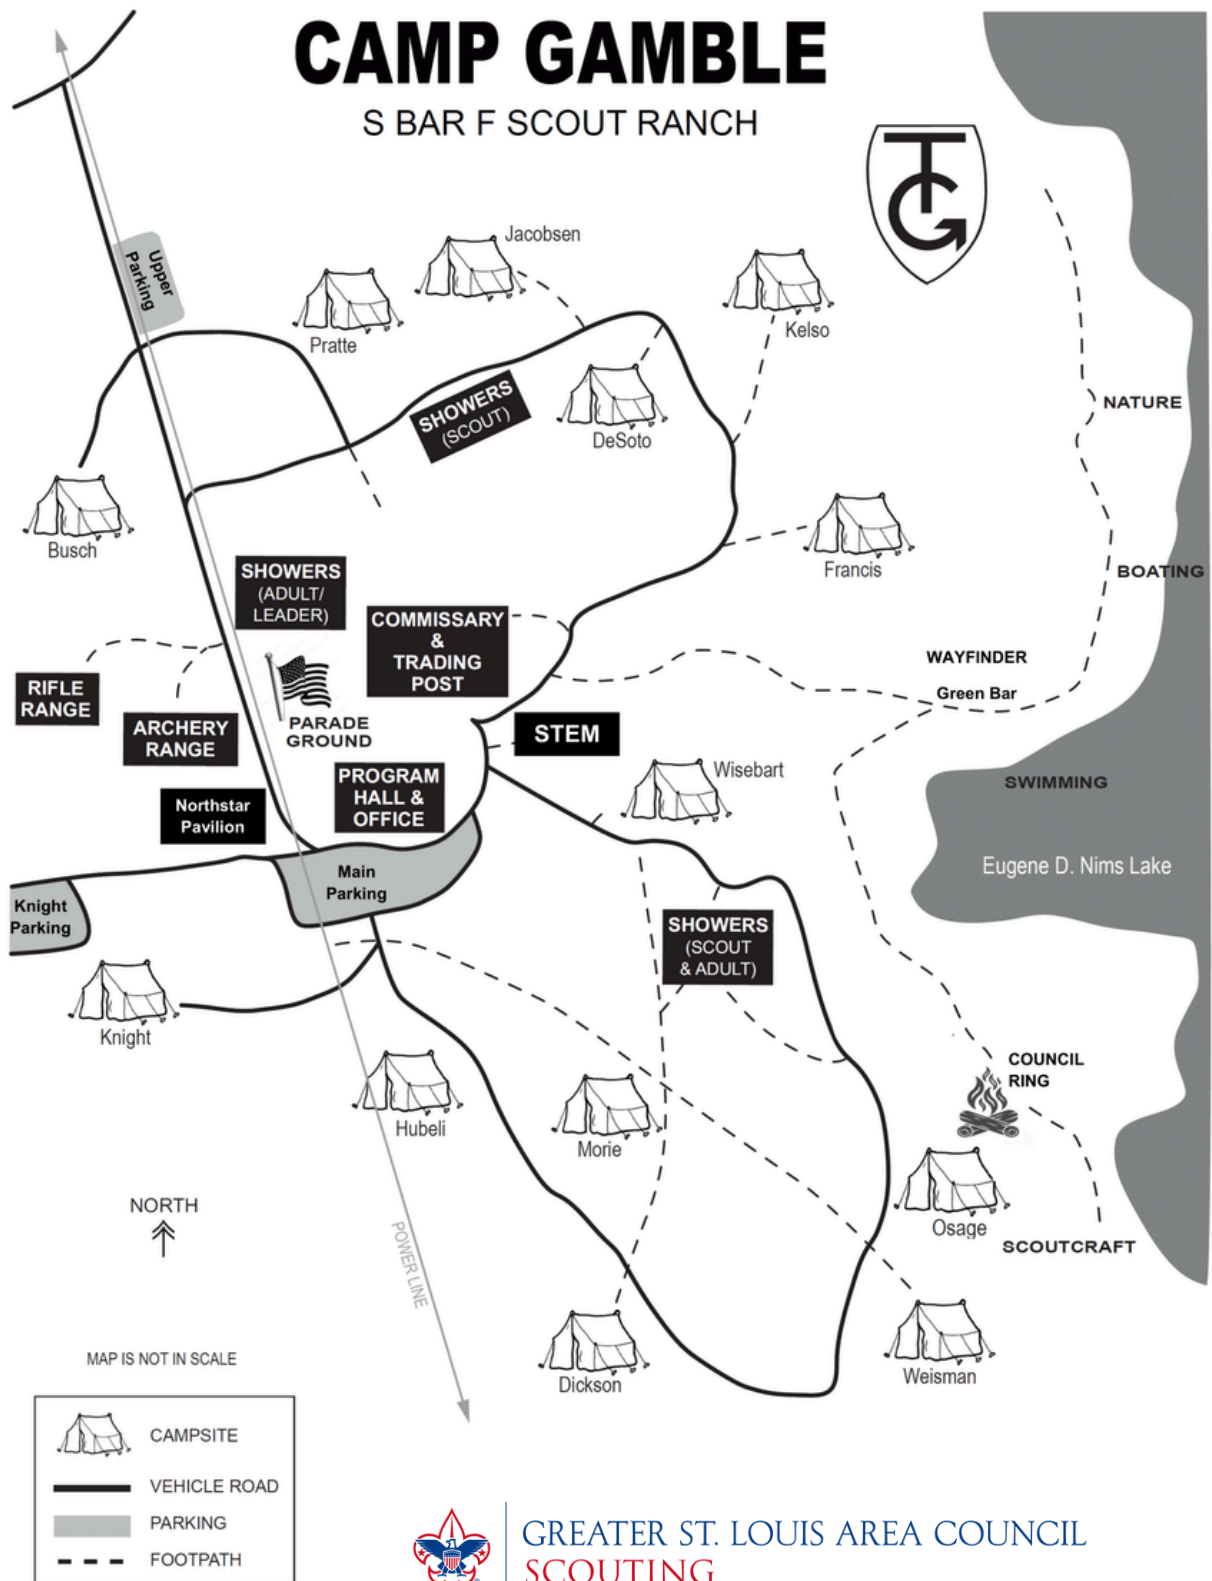 CAMP GAMBLE
S BAR F SCOUT RANCH
TG
Upper
Parking
Jacobsen
Pratte
Kelso
SHOWERS
(SCOUT)
DeSoto
NATURE
Busch
Francis
BOATING
SHOWERS
(ADULT/
LEADER)
COMMISSARY
&
TRADING
POST
WAYFINDER
Green Bar
RIFLE
RANGE
ARCHERY
RANGE
PARADE
GROUND
STEM
PROGRAM
HALL &
OFFICE
Wisebart
SWIMMING
Northstar
Pavilion
Eugene D. Nims Lake
Main
Parking
Knight
Parking
SHOWERS
(SCOUT
& ADULT)
Knight
COUNCIL
RING
Hubeli
Morie
Osage
SCOUTCRAFT
NORTH
POWER LINE
MAP IS NOT IN SCALE
Dickson
Weisman
CAMPSITE
VEHICLE ROAD
PARKING
FOOTPATH
GREATER ST. LOUIS AREA COUNCIL
SCOUTING